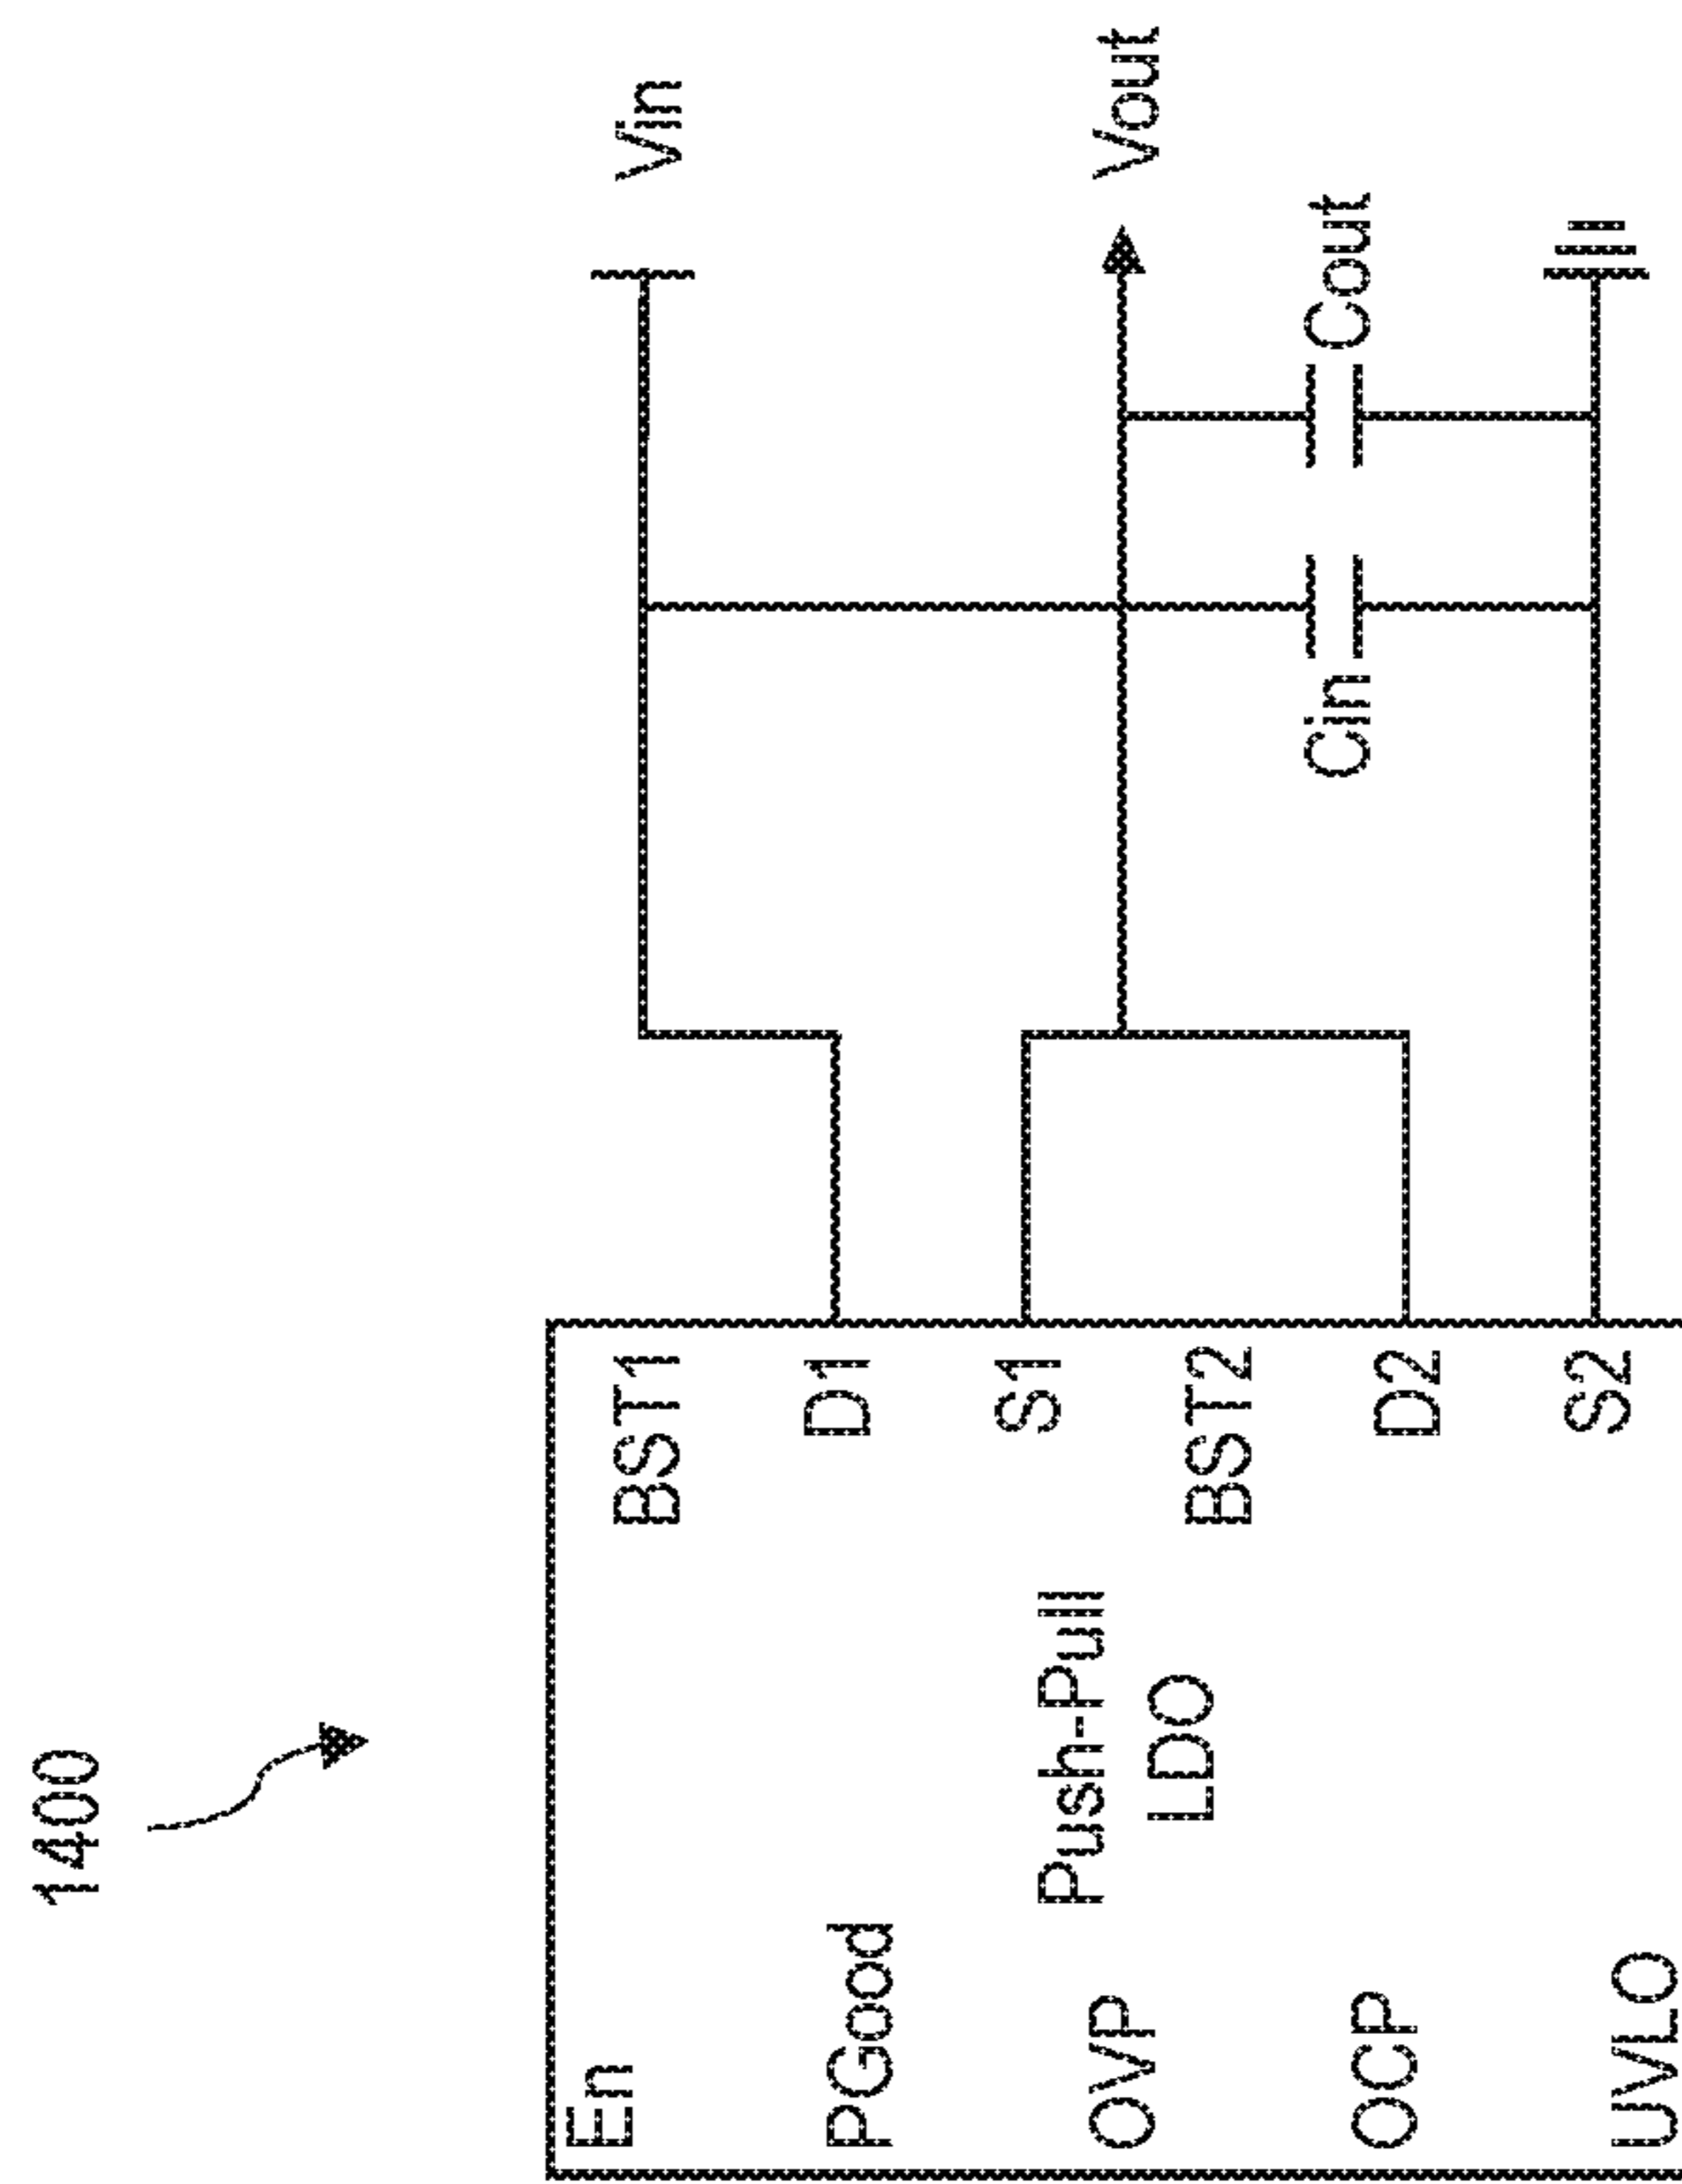 1400
En
BST1
Vin
PGood
D1
Push-Pull
LDO
S1
Vout
OVP
BST2
OCP
D2
Cin
Cout
UVLO
S2